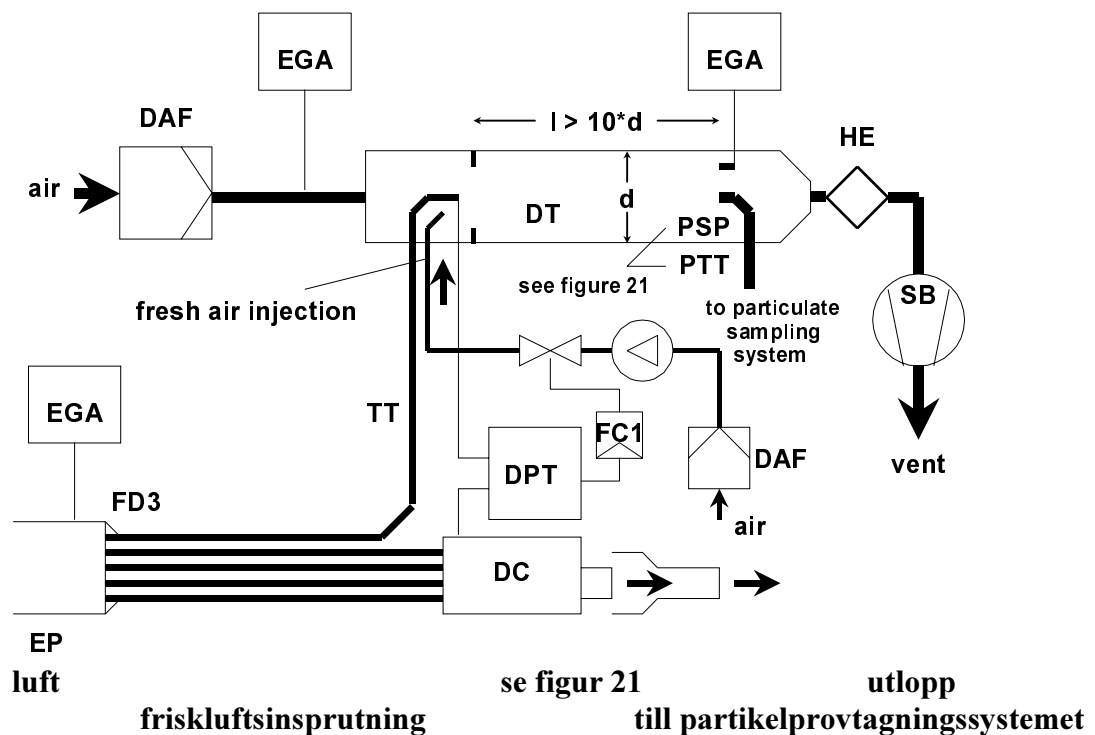 EGA
EGA
DAF
l > 10*d
HE
air
d
DT
PSP
PTT
see figure 21
fresh air injection
to particulate
sampling
system
SB
EGA
TT
FC1
vent
DPT
DAF
FD3
air
DC
EP
luft se figur 21 utlopp
friskluftsinsprutning till partikelprovtagningssystemet